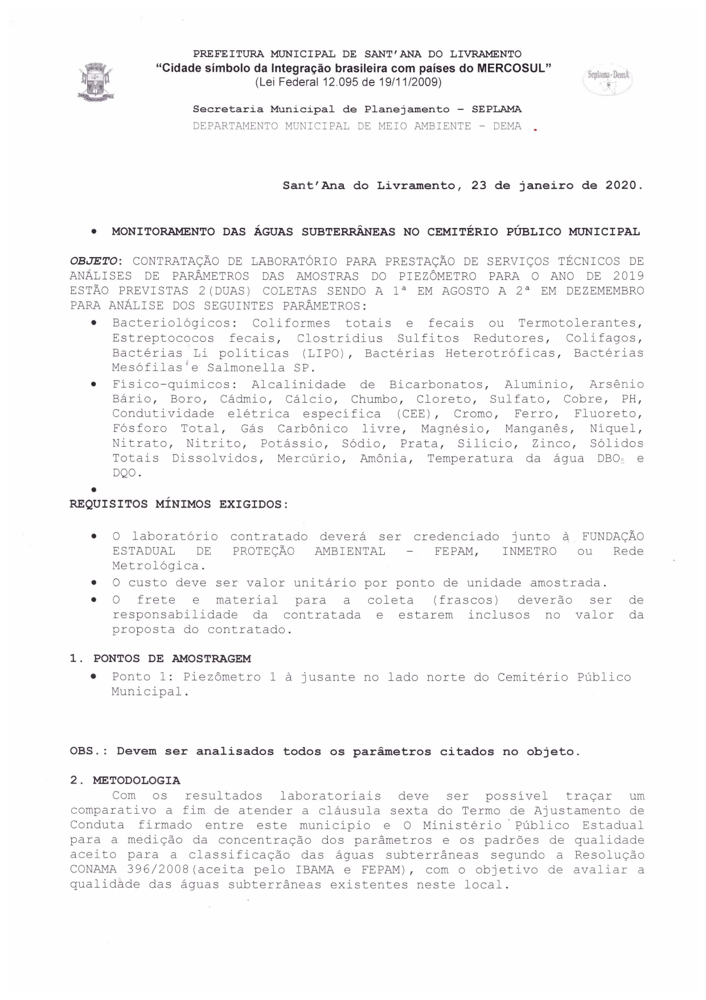 PREFEITURA MUNICIPAL DE SANT'ANA DO LIVRAMENTO
“Cidade símbolo da Integração brasileira com países do MERCOSUL”
(Lei Federal 12.095 de 19/11/2009)
Seplama-DemA
Secretaria Municipal de Planejamento – SEPLAMA
DEPARTAMENTO MUNICIPAL DE MEIO AMBIENTE – DEMA
Sant'Ana do Livramento, 23 de janeiro de 2020.
• MONITORAMENTO DAS ÁGUAS SUBTERRÂNEAS NO CEMITÉRIO PÚBLICO MUNICIPAL
OBJETO: CONTRATAÇÃO DE LABORATÓRIO PARA PRESTAÇÃO DE SERVIÇOS TÉCNICOS DE
ANÁLISES DE PARÂMETROS DAS AMOSTRAS DO PIEZÔMETRO PARA O ANO DE 2019
ESTÃO PREVISTAS 2(DUAS) COLETAS SENDO A 1ª EM AGOSTO A 2ª EM DEZEMEMBRO
PARA ANÁLISE DOS SEGUINTES PARÂMETROS:
• Bacteriológicos: Coliformes totais e fecais ou Termotolerantes,
Estreptococos fecais, Clostrídius Sulfitos Redutores, Colifagos,
Bactérias Li políticas (LIPO), Bactérias Heterotróficas, Bactérias
Mesófilas e Salmonella SP.
• Físico-químicos: Alcalinidade de Bicarbonatos, Alumínio, Arsênio
Bário, Boro, Cádmio, Cálcio, Chumbo, Cloreto, Sulfato, Cobre, PH,
Condutividade elétrica específica (CEE), Cromo, Ferro, Fluoreto,
Fósforo Total, Gás Carbônico livre, Magnésio, Manganês, Níquel,
Nitrato, Nitrito, Potássio, Sódio, Prata, Silício, Zinco, Sólidos
Totais Dissolvidos, Mercúrio, Amônia, Temperatura da água DBO₅ e
DQO.
•
REQUISITOS MÍNIMOS EXIGIDOS:
• O laboratório contratado deverá ser credenciado junto à FUNDAÇÃO
ESTADUAL DE PROTEÇÃO AMBIENTAL – FEPAM, INMETRO ou Rede
Metrológica.
• O custo deve ser valor unitário por ponto de unidade amostrada.
• O frete e material para a coleta (frascos) deverão ser de
responsabilidade da contratada e estarem inclusos no valor da
proposta do contratado.
1. PONTOS DE AMOSTRAGEM
• Ponto 1: Piezômetro 1 à jusante no lado norte do Cemitério Público
Municipal.
OBS.: Devem ser analisados todos os parâmetros citados no objeto.
2. METODOLOGIA
Com os resultados laboratoriais deve ser possível traçar um
comparativo a fim de atender a cláusula sexta do Termo de Ajustamento de
Conduta firmado entre este município e O Ministério Público Estadual
para a medição da concentração dos parâmetros e os padrões de qualidade
aceito para a classificação das águas subterrâneas segundo a Resolução
CONAMA 396/2008(aceita pelo IBAMA e FEPAM), com o objetivo de avaliar a
qualidade das águas subterrâneas existentes neste local.